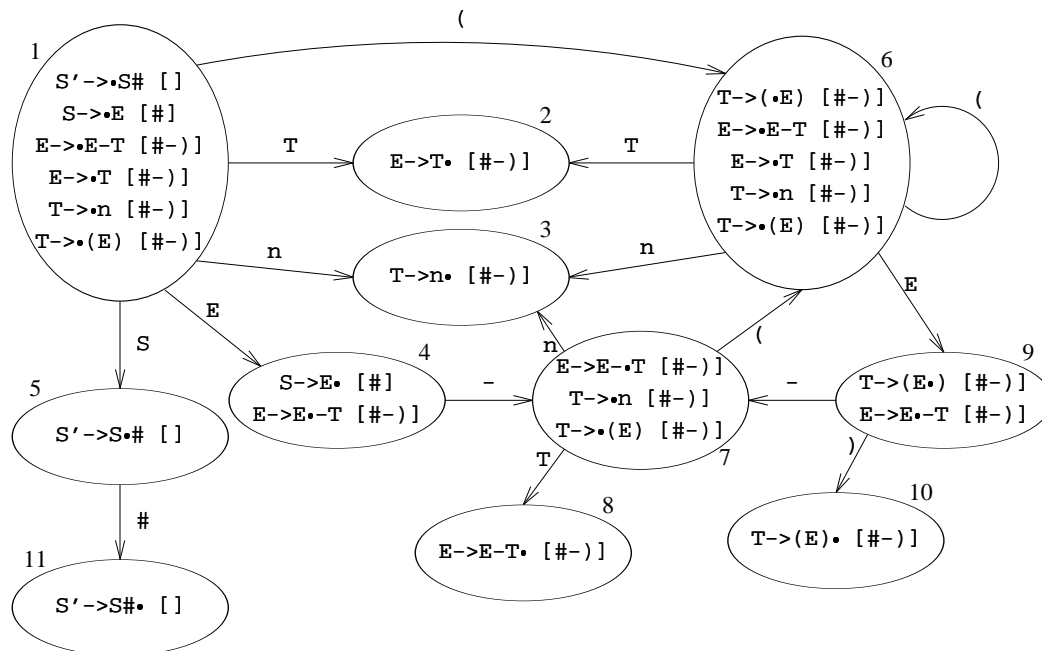 (
1
S'->•S# []
S->•E [#]
E->•E-T [#-)]
E->•T [#-)]
T->•n [#-)]
T->•(E) [#-)]
T
2
E->T• [#-)]
T
6
T->(•E) [#-)]
E->•E-T [#-)]
E->•T [#-)]
T->•n [#-)]
T->•(E) [#-)]
(
n
3
T->n• [#-)]
n
S
E
n
(
E
4
S->E• [#]
E->E•-T [#-)]
-
E->E-•T [#-)]
T->•n [#-)]
T->•(E) [#-)]
7
-
9
T->(E•) [#-)]
E->E•-T [#-)]
5
S'->S•# []
T
)
#
8
E->E-T• [#-)]
10
T->(E)• [#-)]
11
S'->S#• []